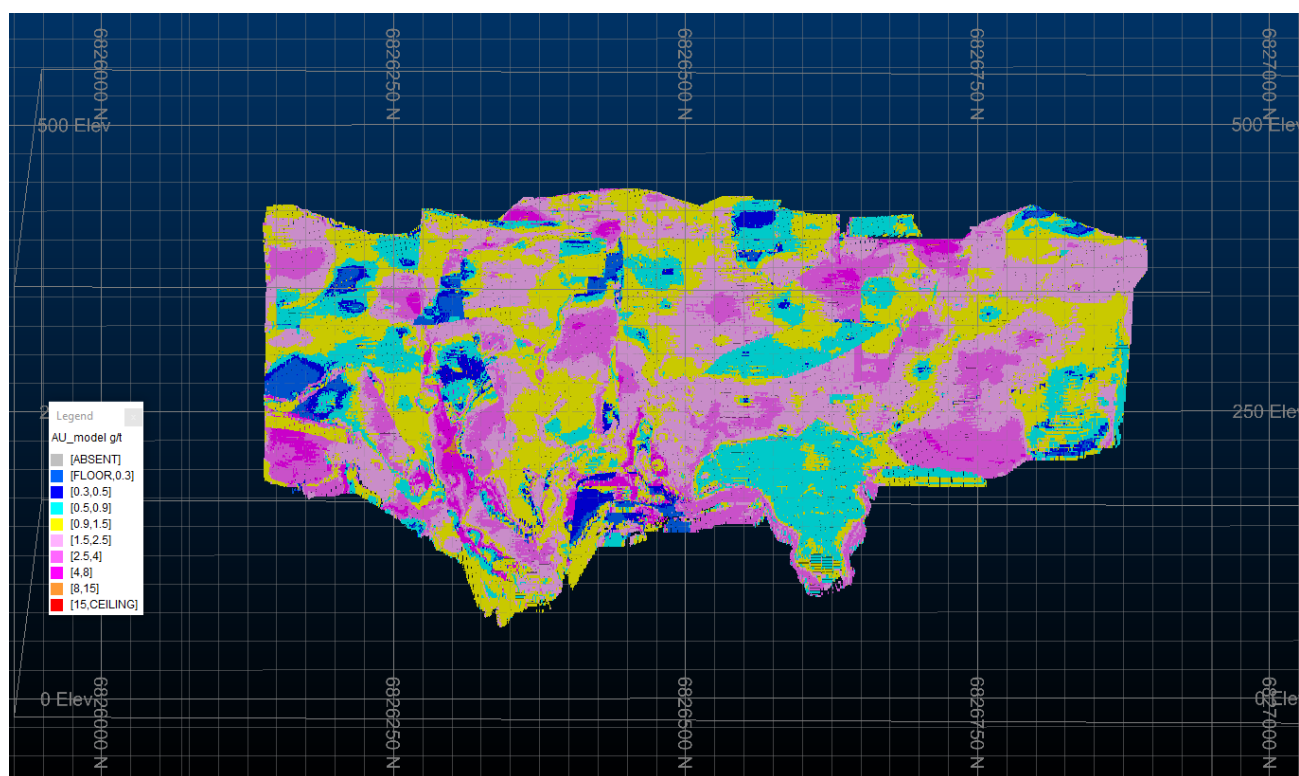 6826000 N
6826250 N
6826500 N
6826750 N
6827000 N
500 Elev
500 Elev
250 Elev
Legend
AU_model g/t
[ABSENT]
[FLOOR,0.3]
[0.3,0.5]
[0.5,0.9]
[0.9,1.5]
[1.5,2.5]
[2.5,4]
[4,8]
[8,15]
[15,CEILING]
0 Elev
6826000 N
6826250 N
6826500 N
6826750 N
6827000 N